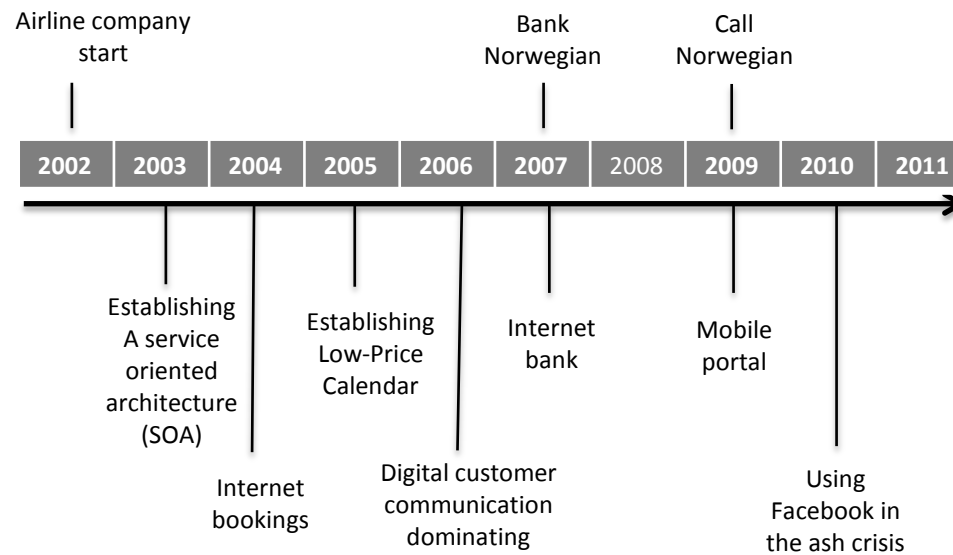 Airline company
start
Bank
Norwegian
Call
Norwegian
2002 2003 2004 2005 2006 2007 2008 2009 2010 2011
Establishing
A service
oriented
architecture
(SOA)
Internet
bookings
Establishing
Low-Price
Calendar
Digital customer
communication
dominating
Internet
bank
Mobile
portal
Using
Facebook in
the ash crisis